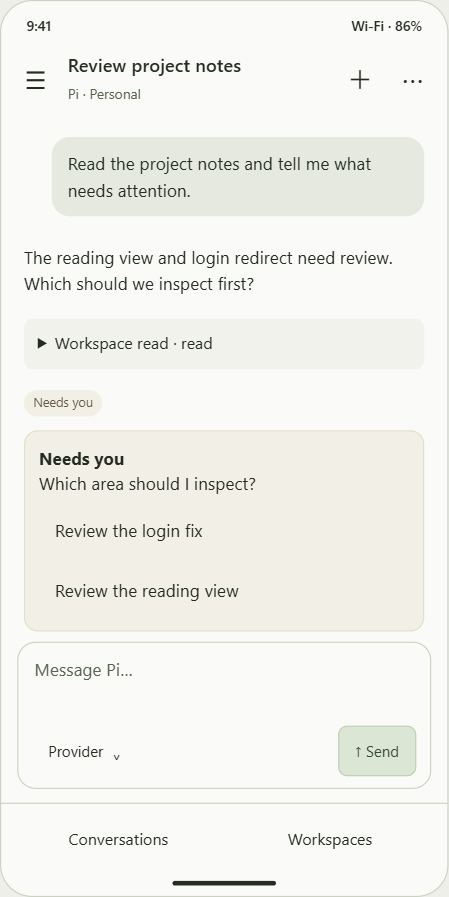 9:41
Wi-Fi · 86%
Review project notes
Pi · Personal
Read the project notes and tell me what
needs attention.
The reading view and login redirect need review.
Which should we inspect first?
▶ Workspace read · read
Needs you
Needs you
Which area should I inspect?
Review the login fix
Review the reading view
Message Pi...
Provider ˅
↑ Send
Conversations
Workspaces